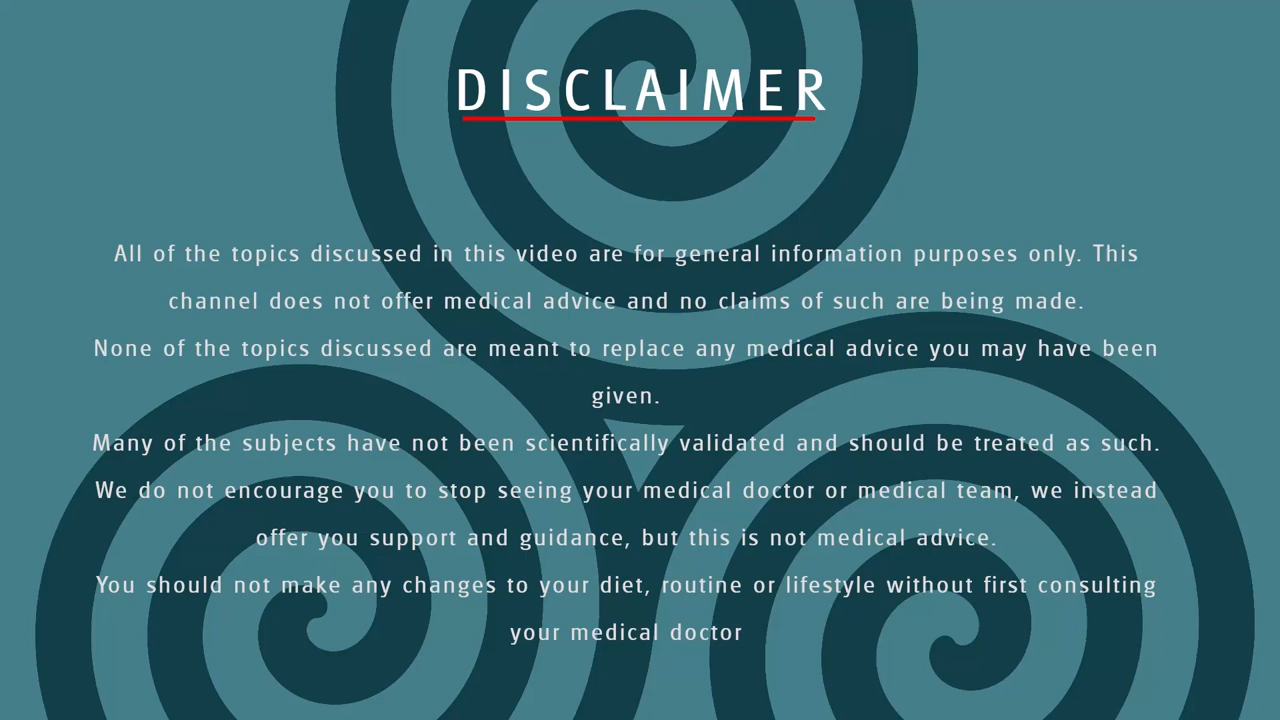 DISCLAIMER
All of the topics discussed in this video are for general information purposes only. This
channel does not offer medical advice and no claims of such are being made.
None of the topics discussed are meant to replace any medical advice you may have been
given.
Many of the subjects have not been scientifically validated and should be treated as such.
We do not encourage you to stop seeing your medical doctor or medical team, we instead
offer you support and guidance, but this is not medical advice.
You should not make any changes to your diet, routine or lifestyle without first consulting
your medical doctor